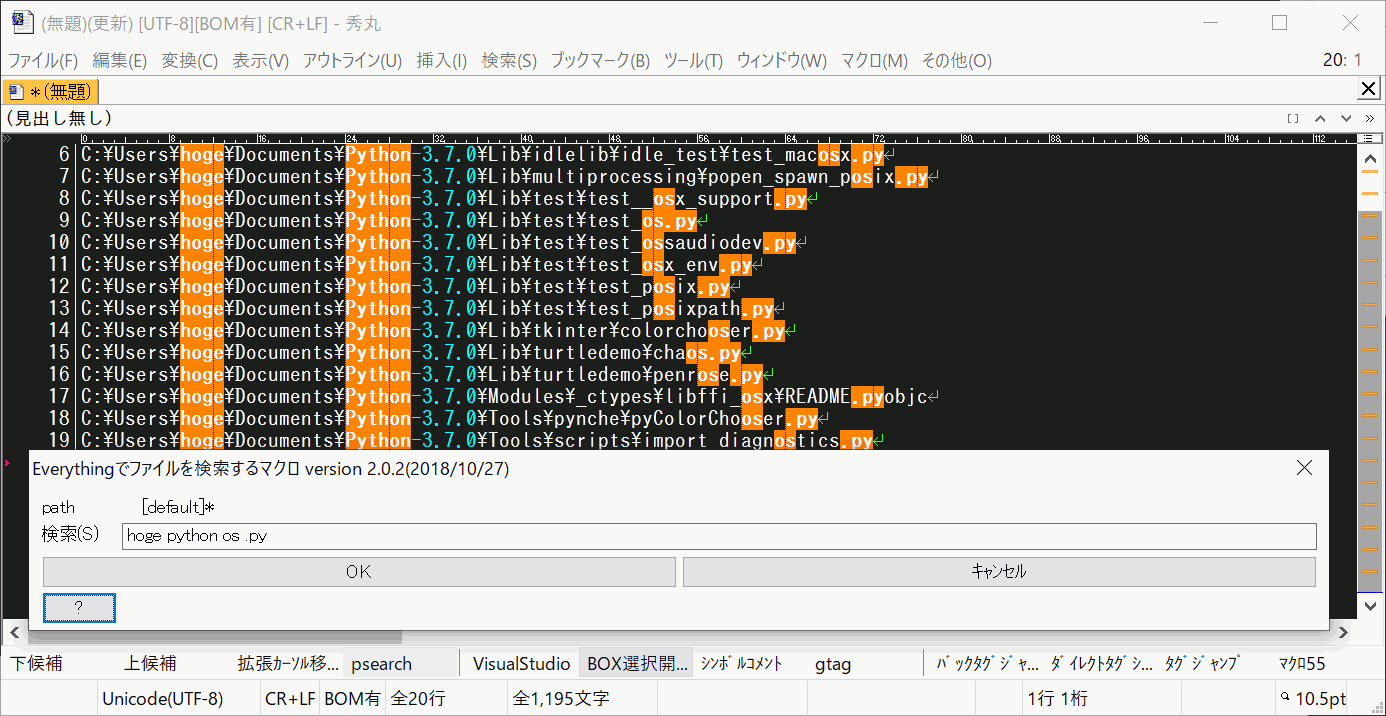 (無題)(更新) [UTF-8][BOM有] [CR+LF] - 秀丸
ファイル(F) 編集(E) 変換(C) 表示(V) アウトライン(U) 挿入(I) 検索(S) ブックマーク(B) ツール(T) ウィンドウ(W) マクロ(M) その他(O) 20: 1
*(無題)
(見出し無し)
0 8 16 24 32 40 48 56 64 72 80 88 96 104 112
6 C:¥Users¥hoge¥Documents¥Python-3.7.0¥Lib¥idlelib¥idle_test¥test_macosx.py
7 C:¥Users¥hoge¥Documents¥Python-3.7.0¥Lib¥multiprocessing¥popen_spawn_posix.py
8 C:¥Users¥hoge¥Documents¥Python-3.7.0¥Lib¥test¥test__osx_support.py
9 C:¥Users¥hoge¥Documents¥Python-3.7.0¥Lib¥test¥test_os.py
10 C:¥Users¥hoge¥Documents¥Python-3.7.0¥Lib¥test¥test_ossaudiodev.py
11 C:¥Users¥hoge¥Documents¥Python-3.7.0¥Lib¥test¥test_osx_env.py
12 C:¥Users¥hoge¥Documents¥Python-3.7.0¥Lib¥test¥test_posix.py
13 C:¥Users¥hoge¥Documents¥Python-3.7.0¥Lib¥test¥test_posixpath.py
14 C:¥Users¥hoge¥Documents¥Python-3.7.0¥Lib¥tkinter¥colorchooser.py
15 C:¥Users¥hoge¥Documents¥Python-3.7.0¥Lib¥turtledemo¥chaos.py
16 C:¥Users¥hoge¥Documents¥Python-3.7.0¥Lib¥turtledemo¥penrose.py
17 C:¥Users¥hoge¥Documents¥Python-3.7.0¥Modules¥_ctypes¥libffi_osx¥README.pyobjc
18 C:¥Users¥hoge¥Documents¥Python-3.7.0¥Tools¥pynche¥pyColorChooser.py
19 C:¥Users¥hoge¥Documents¥Python-3.7.0¥Tools¥scripts¥import_diagnostics.py
Everythingでファイルを検索するマクロ version 2.0.2(2018/10/27)
path [default]*
検索(S) hoge python os .py
OK ｷｬﾝｾﾙ
?
下候補 上候補 拡張ｶｰｿﾙ移... psearch VisualStudio BOX選択開... ｼﾝﾎﾞﾙｺﾒﾝﾄ gtag ﾊﾞｯｸﾀｸﾞｼﾞｬ... ﾀﾞｲﾚｸﾄﾀｸﾞｼ... ﾀｸﾞｼﾞｬﾝﾌﾟ ﾏｸﾛ55
Unicode(UTF-8) CR+LF BOM有 全20行 全1,195文字 1行 1桁 10.5pt